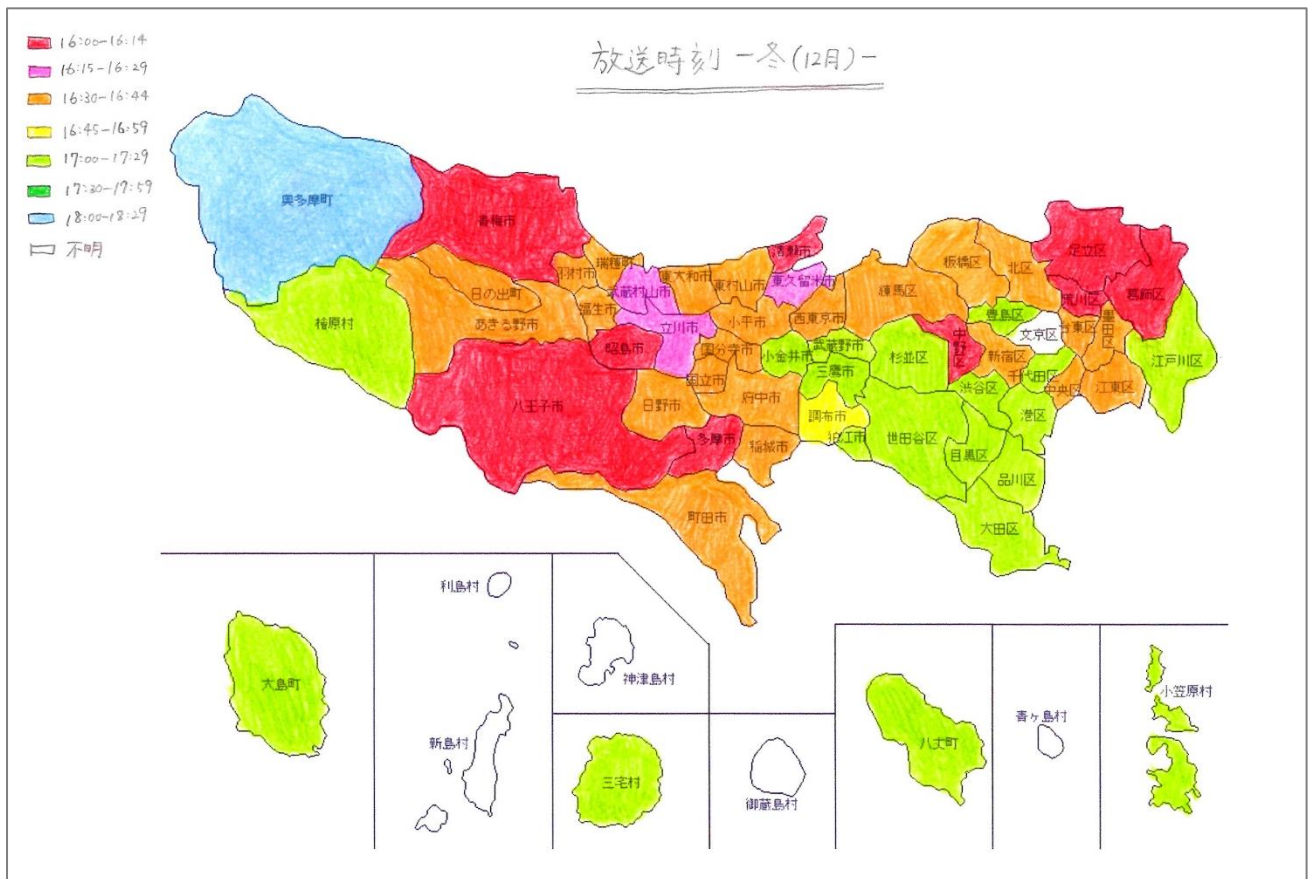 放送時刻 －冬(12月)－
16:00-16:14
16:15-16:29
16:30-16:44
16:45-16:59
17:00-17:29
17:30-17:59
18:00-18:29
不明
奥多摩町
青梅市
檜原村
日の出町
あきる野市
羽村市
瑞穂町
福生市
武蔵村山市
立川市
昭島市
八王子市
東大和市
東村山市
清瀬市
東久留米市
小平市
西東京市
国分寺市
国立市
日野市
府中市
多摩市
稲城市
町田市
小金井市
武蔵野市
三鷹市
調布市
狛江市
練馬区
板橋区
北区
足立区
葛飾区
荒川区
豊島区
文京区
台東区
墨田区
江戸川区
杉並区
中野区
新宿区
千代田区
中央区
江東区
渋谷区
港区
世田谷区
目黒区
品川区
大田区
大島町
利島村
新島村
神津島村
三宅村
御蔵島村
八丈町
青ヶ島村
小笠原村